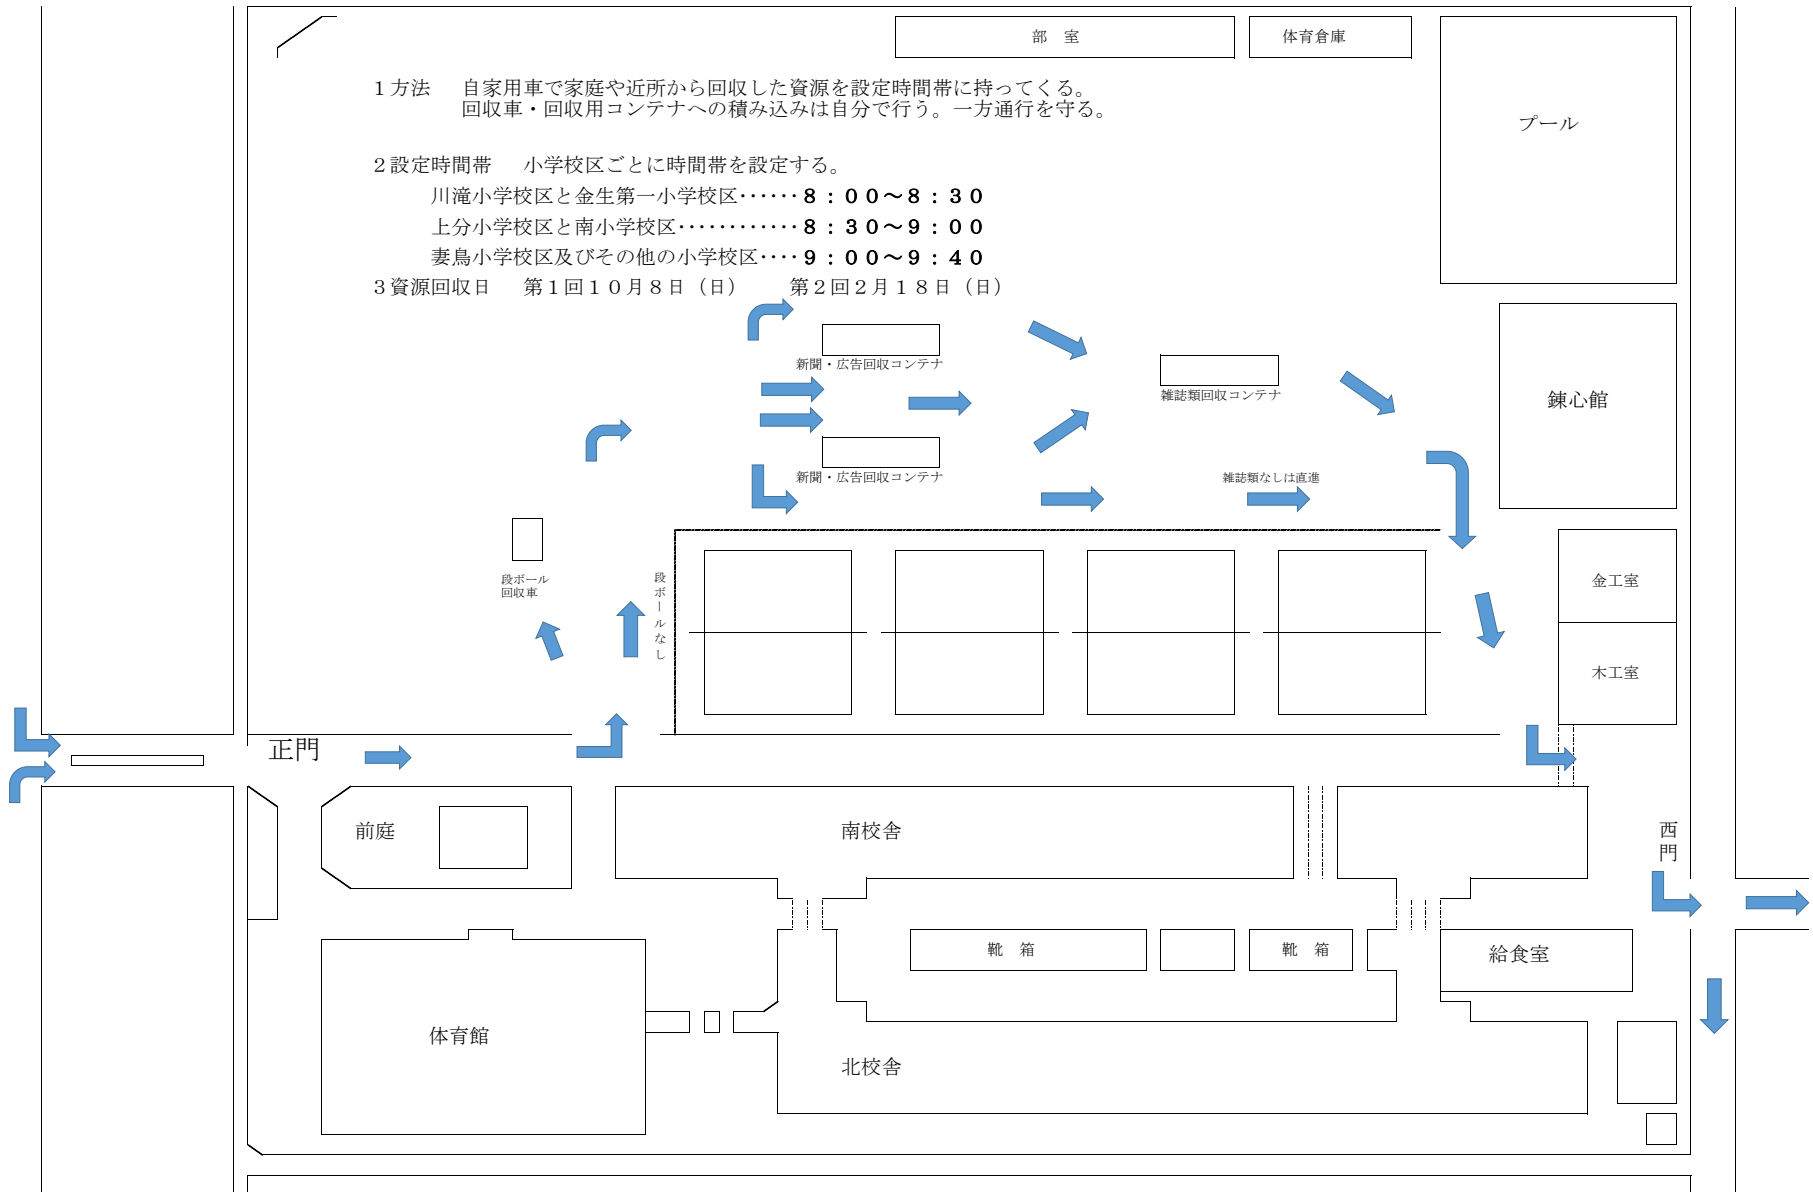 部　室
体育倉庫
１方法　自家用車で家庭や近所から回収した資源を設定時間帯に持ってくる。
回収車・回収用コンテナへの積み込みは自分で行う。一方通行を守る。
プール
２設定時間帯　小学校区ごとに時間帯を設定する。
川滝小学校区と金生第一小学校区‥‥‥８：００～８：３０
上分小学校区と南小学校区‥‥‥‥‥‥８：３０～９：００
妻鳥小学校区及びその他の小学校区‥‥９：００～９：４０
３資源回収日　第１回１０月８日（日）　第２回２月１８日（日）
新聞・広告回収コンテナ
雑誌類回収コンテナ
錬心館
新聞・広告回収コンテナ
雑誌類なしは直進
段ボール
回収車
段ボールなし
金工室
木工室
正門
前庭
南校舎
西門
靴　箱
靴　箱
給食室
体育館
北校舎